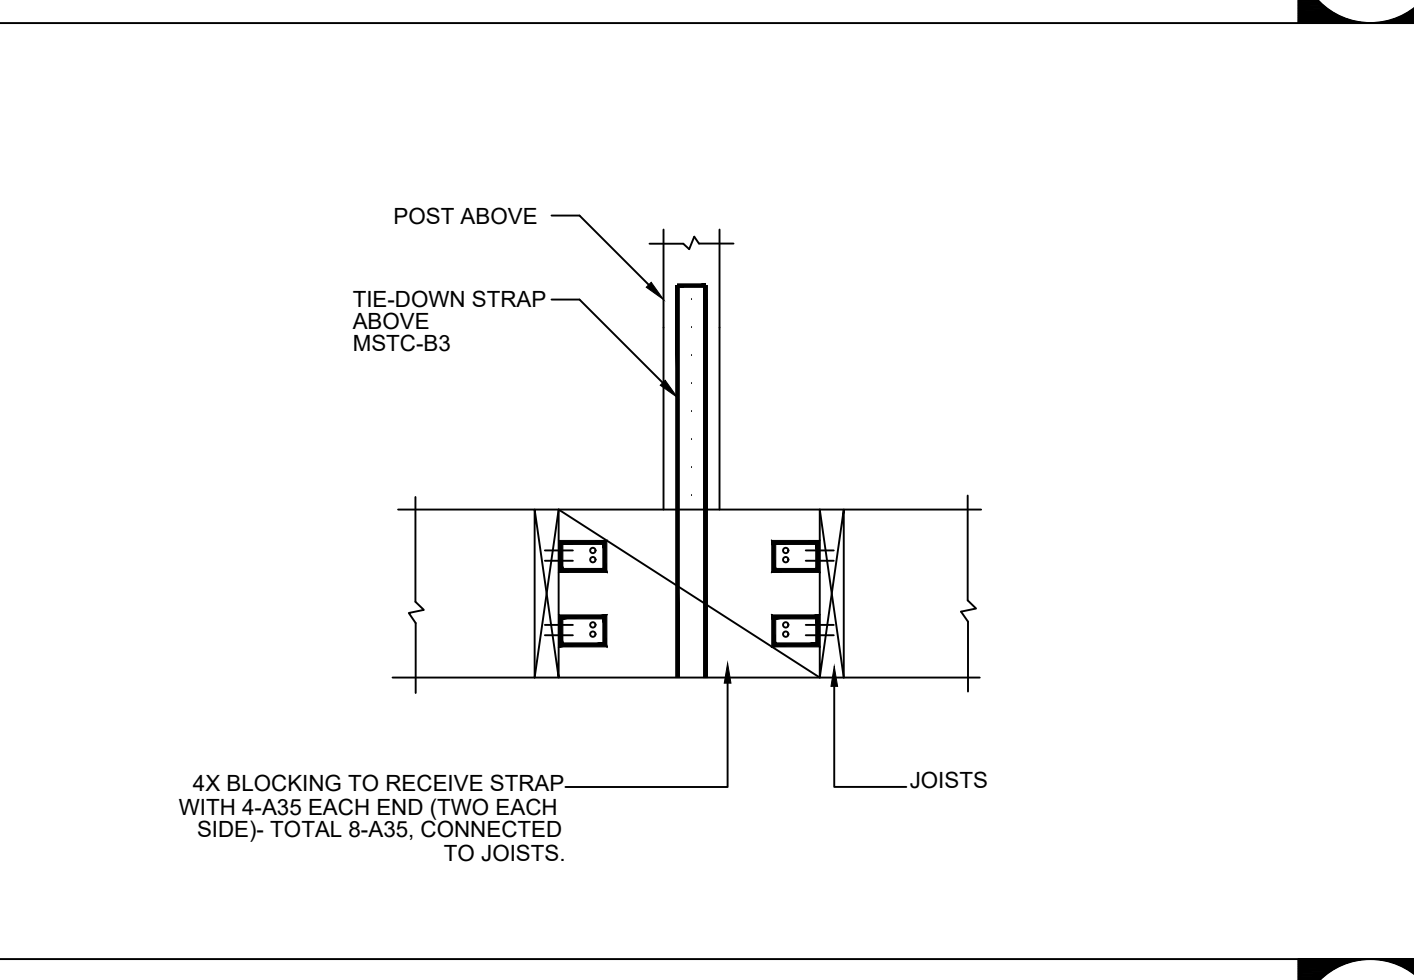 POST ABOVE
TIE-DOWN STRAP
ABOVE
MSTC-B3
4X BLOCKING TO RECEIVE STRAP
WITH 4-A35 EACH END (TWO EACH
SIDE)- TOTAL 8-A35, CONNECTED
TO JOISTS.
JOISTS